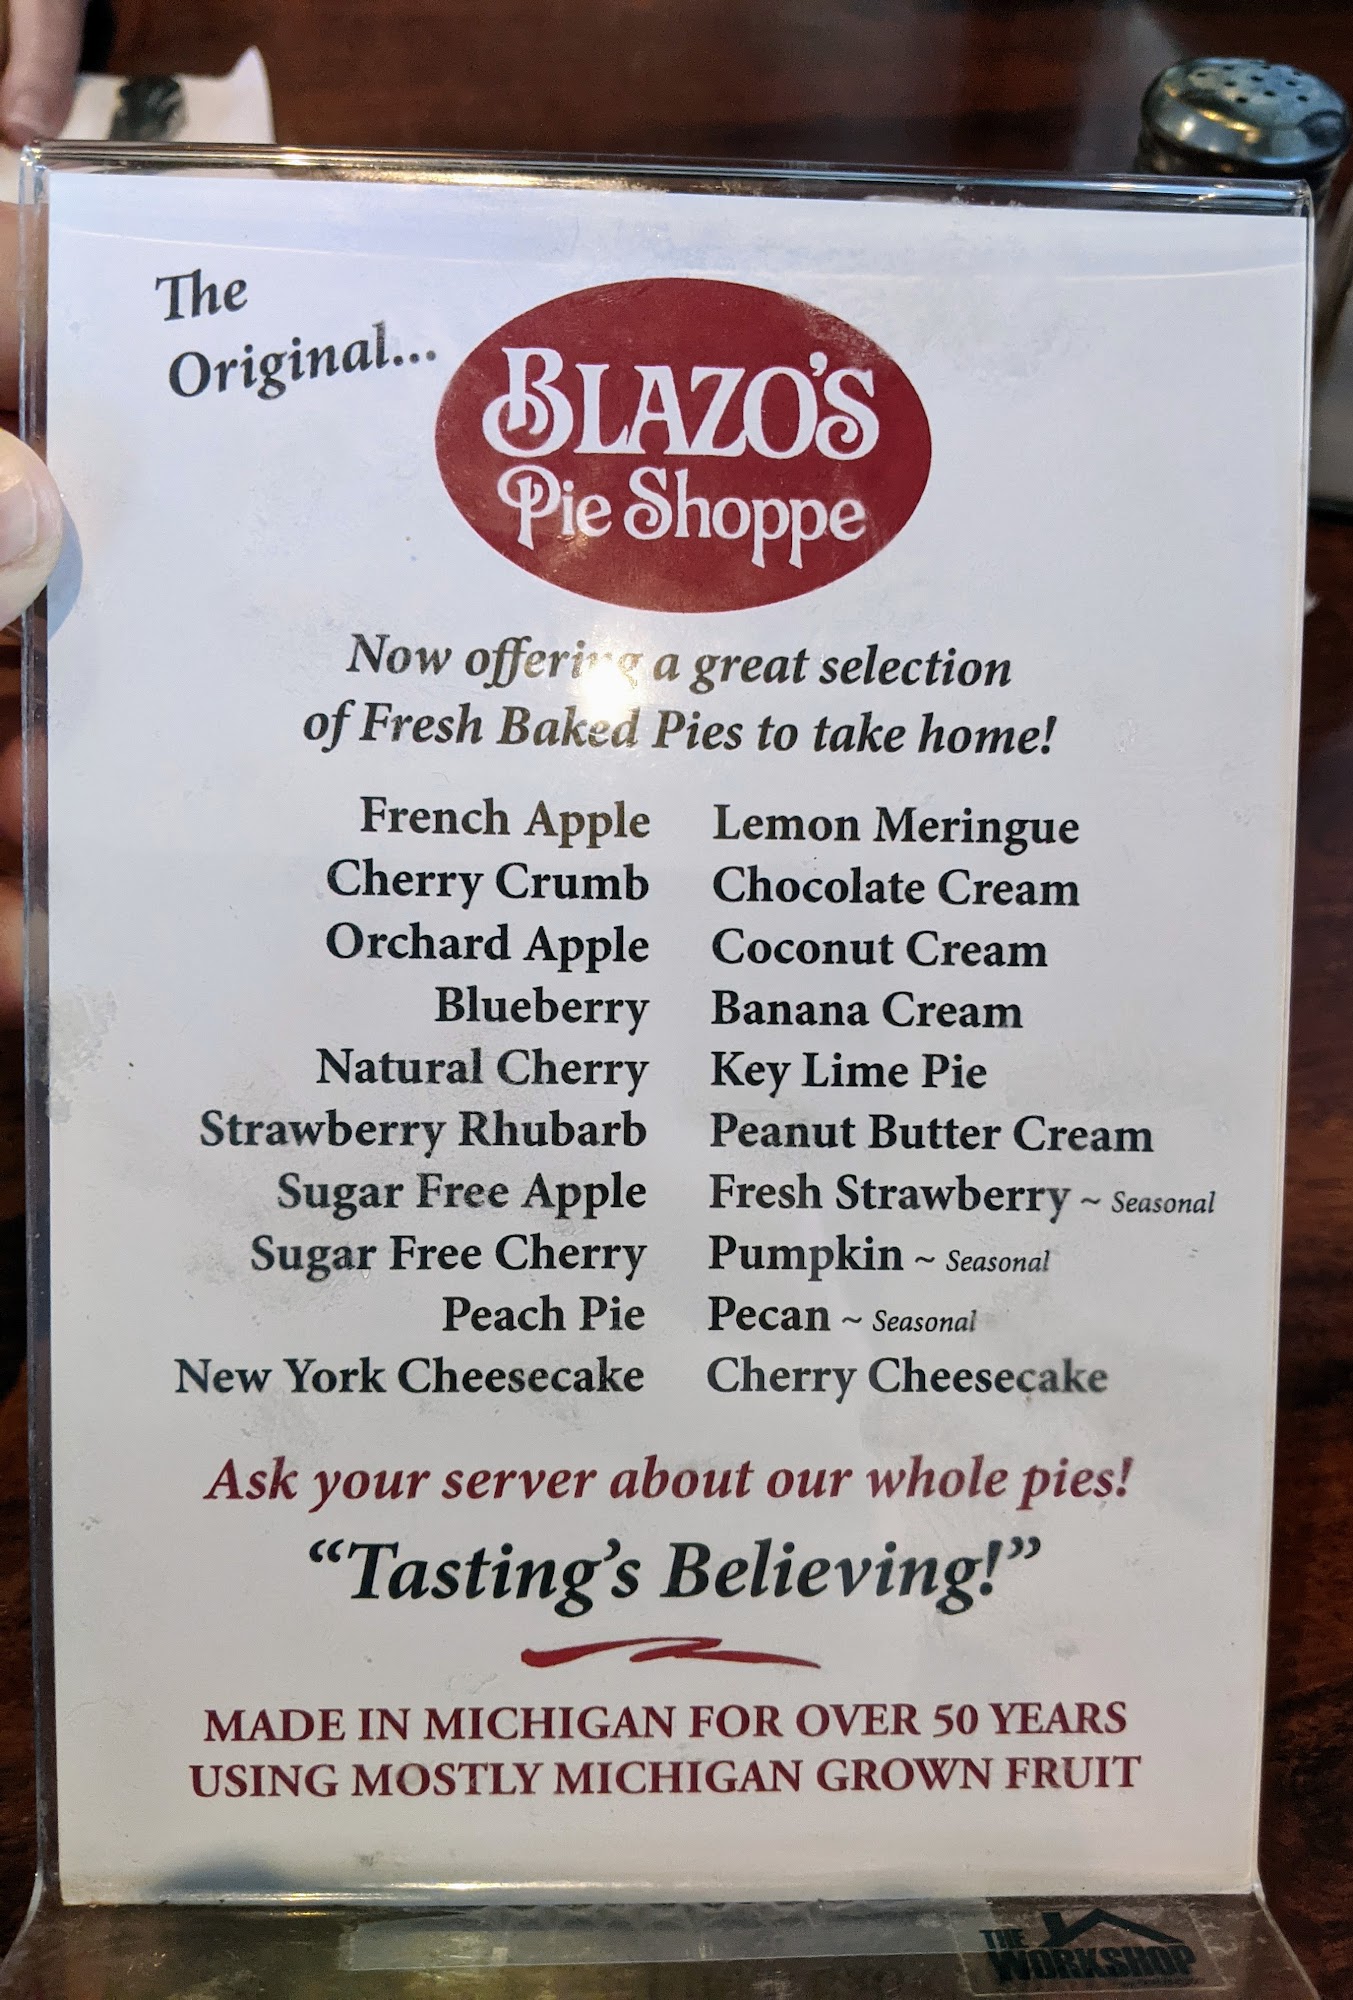 The
Original...
BLAZO'S
Pie Shoppe
Now offering a great selection
of Fresh Baked Pies to take home!
French Apple
Cherry Crumb
Orchard Apple
Blueberry
Natural Cherry
Strawberry Rhubarb
Sugar Free Apple
Sugar Free Cherry
Peach Pie
New York Cheesecake
Lemon Meringue
Chocolate Cream
Coconut Cream
Banana Cream
Key Lime Pie
Peanut Butter Cream
Fresh Strawberry ~ Seasonal
Pumpkin ~ Seasonal
Pecan ~ Seasonal
Cherry Cheesecake
Ask your server about our whole pies!
“Tasting's Believing!”
MADE IN MICHIGAN FOR OVER 50 YEARS
USING MOSTLY MICHIGAN GROWN FRUIT
THE
WORKSHOP